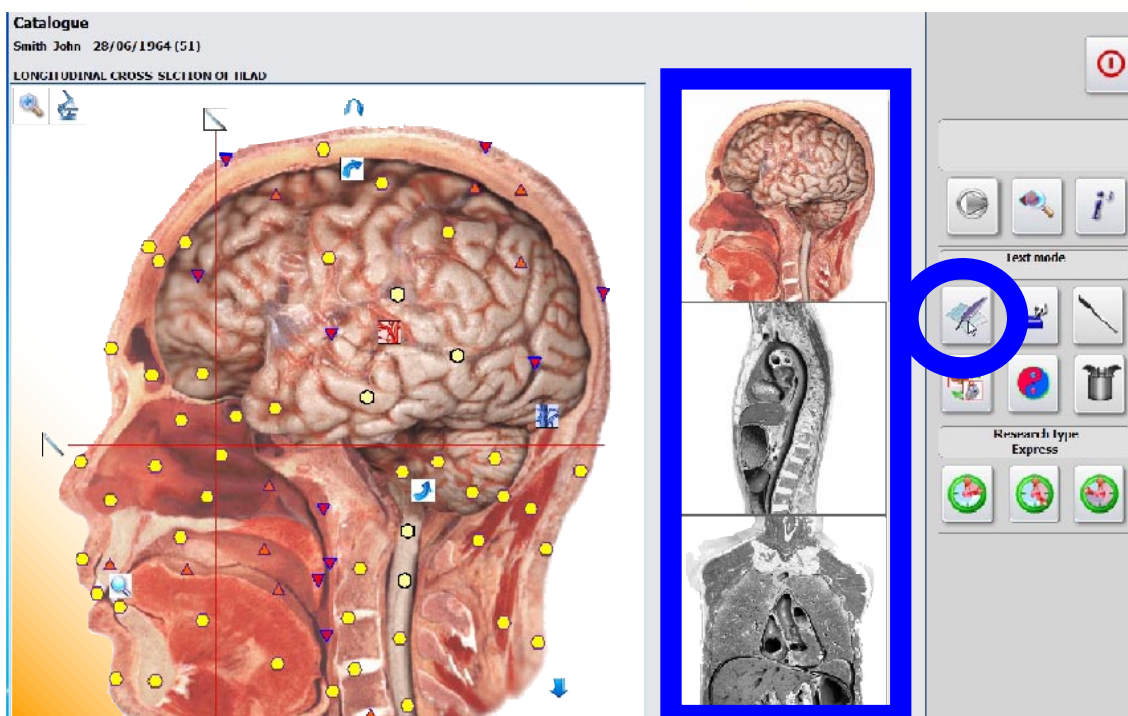 Catalogue
Smith John 28/06/1964 (51)
LONGITUDINAL CROSS-SECTION OF HEAD
i
Text mode
Research type
Express